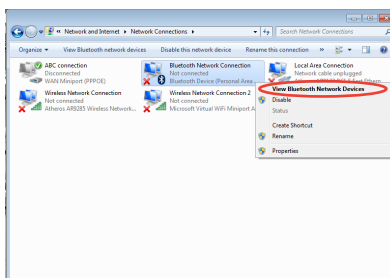 « Network and Internet ▸ Network Connections ▸
Search Network Connections
Organize ▾ View Bluetooth network devices Disable this network device Rename this connection »
ABC connection
Disconnected
WAN Miniport (PPPOE)
Bluetooth Network Connection
Not connected
Bluetooth Device (Personal Area ...
Local Area Connection
Network cable unplugged
Wireless Network Connection
Not connected
Atheros AR9285 Wireless Network...
Wireless Network Connection 2
Not connected
Microsoft Virtual WiFi Miniport A
View Bluetooth Network Devices
Disable
Status
Create Shortcut
Rename
Properties